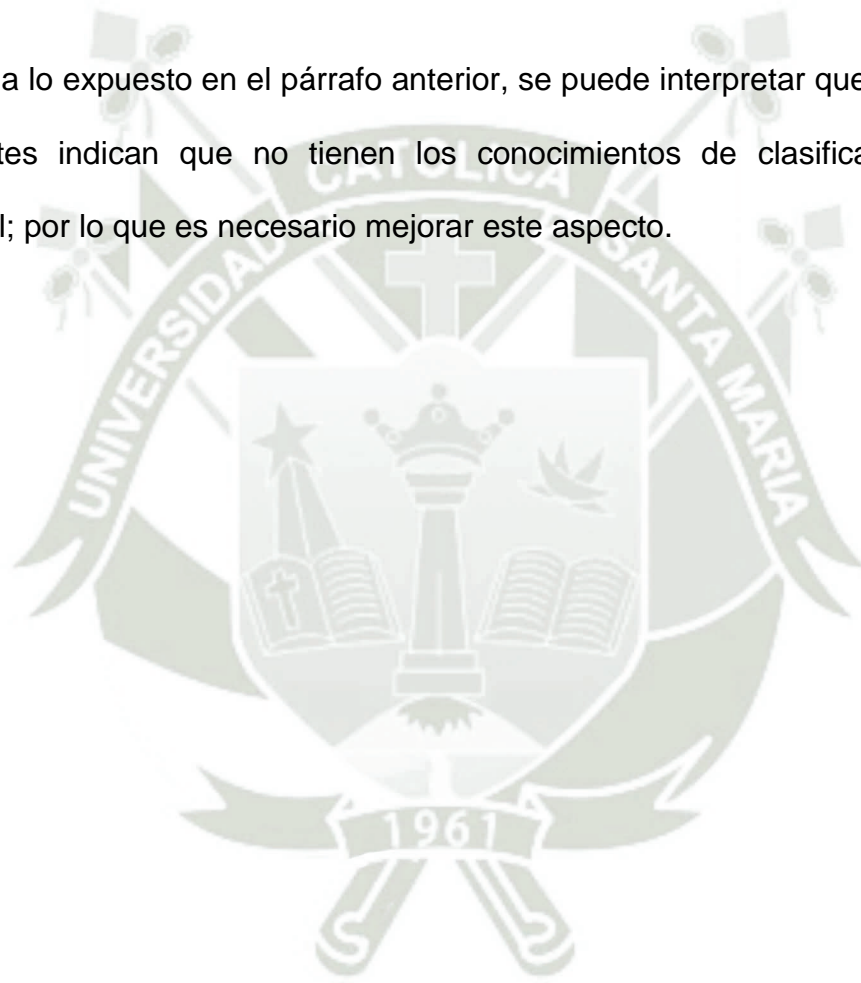 a lo expuesto en el párrafo anterior, se puede interpretar que
tes indican que no tienen los conocimientos de clasifica
l; por lo que es necesario mejorar este aspecto.
UNIVERSIDAD CATOLICA SANTA MARIA
1961